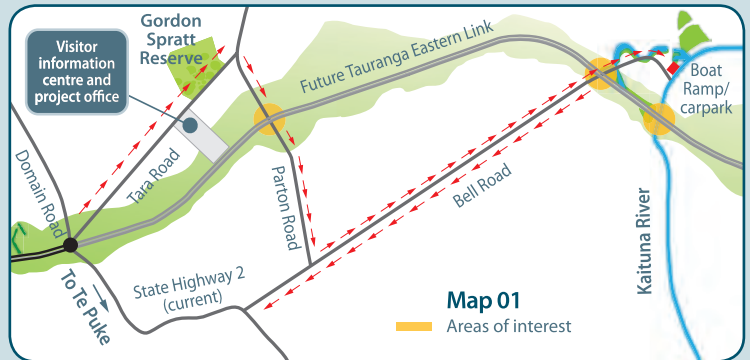 Gordon
Spratt
Reserve
Visitor
information
centre and
project office
Future Tauranga Eastern Link
Boat
Ramp/
carpark
Domain Road
Tara Road
Parton Road
Bell Road
Kaituna River
To Te Puke
State Highway 2
(current)
Map 01
Areas of interest